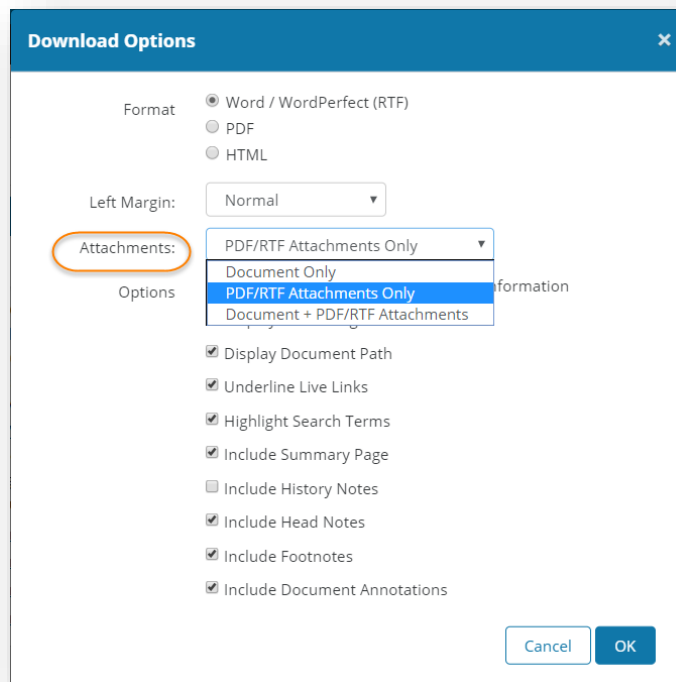 Download Options ×
Format
Word / WordPerfect (RTF)
PDF
HTML
Left Margin: Normal
Attachments: PDF/RTF Attachments Only
Document Only
Options
PDF/RTF Attachments Only
Document + PDF/RTF Attachments
Display Document Path
Underline Live Links
Highlight Search Terms
Include Summary Page
Include History Notes
Include Head Notes
Include Footnotes
Include Document Annotations
Cancel OK